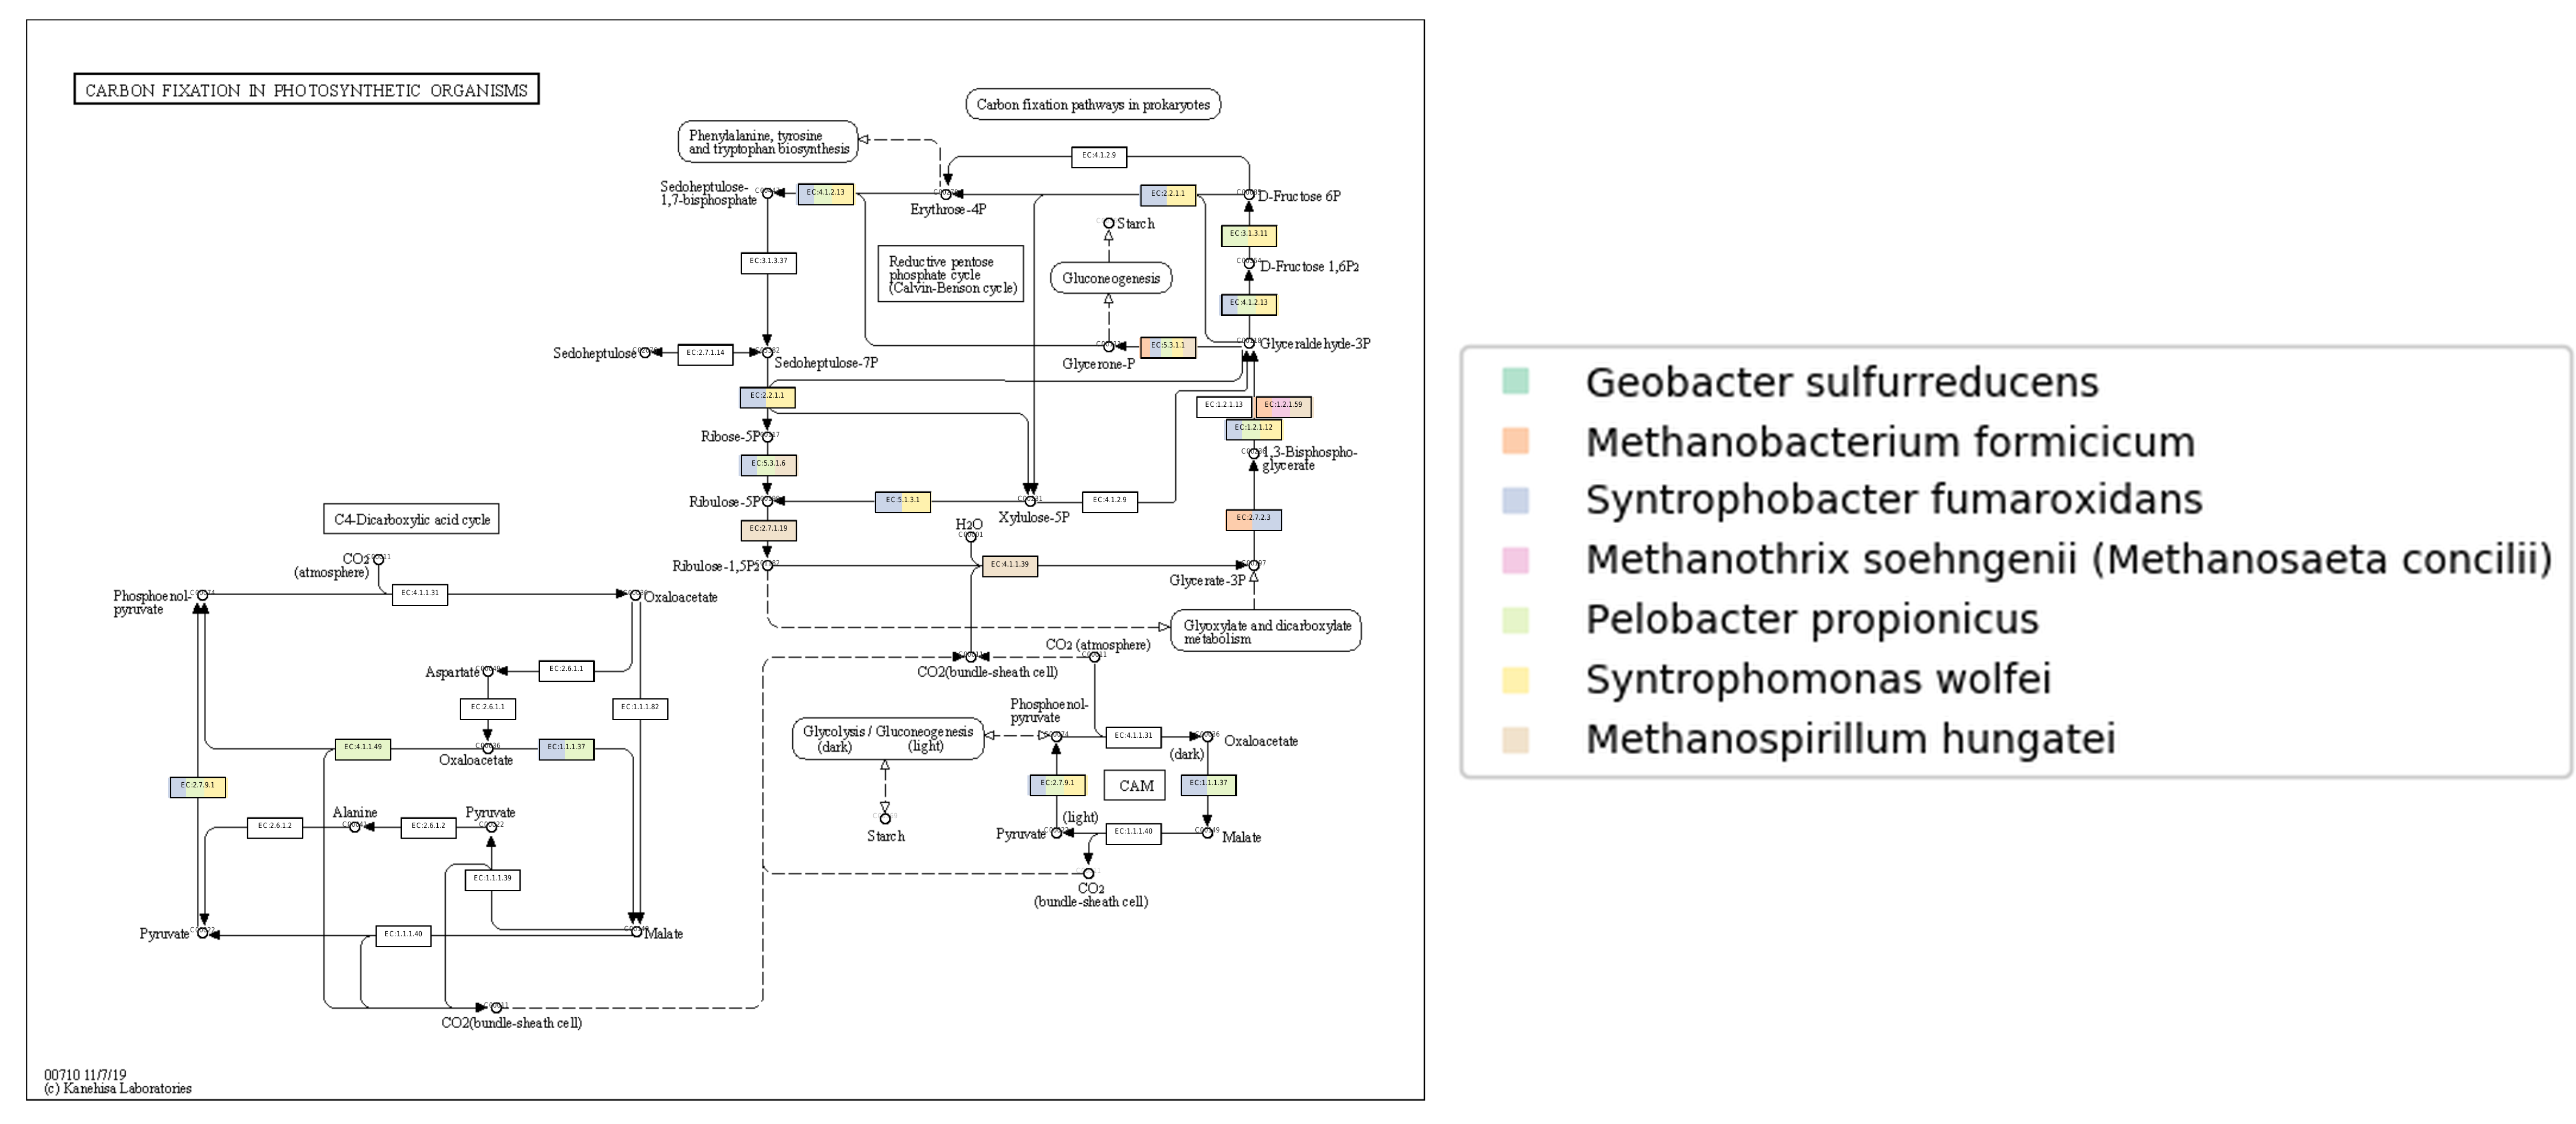 CARBON FIXATION IN PHOTOSYNTHETIC ORGANISMS
Carbon fixation pathways in prokaryotes
Phenylalanine, tyrosine
and tryptophan biosynthesis
EC:4.1.2.9
Sedoheptulose-
1,7-bisphosphate
EC:4.1.2.13
Erythrose-4P
EC:2.2.1.1
D-Fructose 6P
Starch
EC:3.1.3.11
EC:3.1.3.37
Reductive pentose
phosphate cycle
(Calvin-Benson cycle)
Gluconeogenesis
D-Fructose 1,6P2
EC:4.1.2.13
Sedoheptulose
EC:2.7.1.14
Sedoheptulose-7P
Glycerone-P
EC:5.3.1.1
Glyceraldehyde-3P
EC:2.2.1.1
EC:1.2.1.13
EC:1.2.1.59
EC:1.2.1.12
Ribose-5P
1,3-Bisphospho-
glycerate
EC:5.3.1.6
Ribulose-5P
EC:5.1.3.1
Xylulose-5P
EC:4.1.2.9
EC:2.7.2.3
EC:2.7.1.19
H2O
Ribulose-1,5P2
EC:4.1.1.39
Glycerate-3P
Glyoxylate and dicarboxylate
metabolism
C4-Dicarboxylic acid cycle
CO2
(atmosphere)
Phosphoenol-
pyruvate
EC:4.1.1.31
Oxaloacetate
Aspartate
EC:2.6.1.1
EC:2.6.1.1
EC:1.1.1.82
EC:4.1.1.49
Oxaloacetate
EC:1.1.1.37
EC:2.7.9.1
Alanine
Pyruvate
EC:2.6.1.2
EC:2.6.1.2
EC:1.1.1.39
Pyruvate
EC:1.1.1.40
Malate
CO2(bundle-sheath cell)
CO2 (atmosphere)
CO2(bundle-sheath cell)
Phosphoenol-
pyruvate
Glycolysis / Gluconeogenesis
(dark) (light)
EC:4.1.1.31
Oxaloacetate
(dark)
EC:2.7.9.1
CAM
EC:1.1.1.37
(light)
Starch
Pyruvate
EC:1.1.1.40
Malate
CO2
(bundle-sheath cell)
00710 11/7/19
(c) Kanehisa Laboratories
Geobacter sulfurreducens
Methanobacterium formicicum
Syntrophobacter fumaroxidans
Methanothrix soehngenii (Methanosaeta concilii)
Pelobacter propionicus
Syntrophomonas wolfei
Methanospirillum hungatei